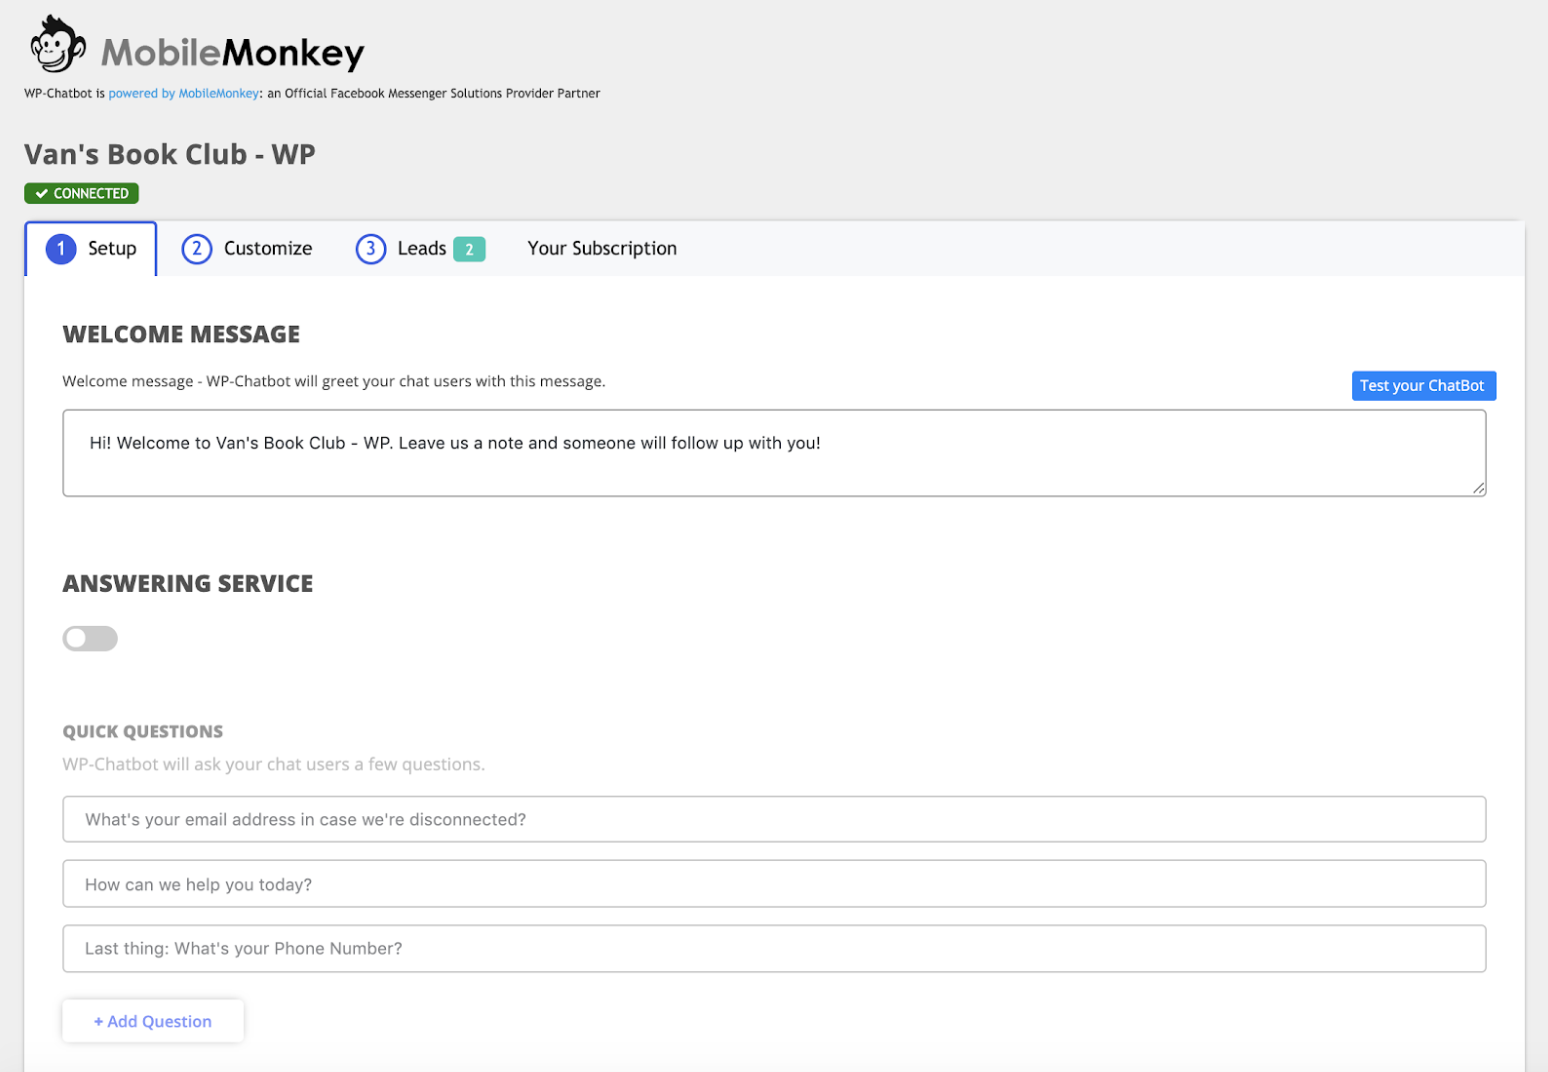 MobileMonkey
WP-Chatbot is powered by MobileMonkey: an Official Facebook Messenger Solutions Provider Partner
Van's Book Club - WP
CONNECTED
1 Setup 2 Customize 3 Leads 2 Your Subscription
WELCOME MESSAGE
Welcome message - WP-Chatbot will greet your chat users with this message.
Test your ChatBot
Hi! Welcome to Van's Book Club - WP. Leave us a note and someone will follow up with you!
ANSWERING SERVICE
QUICK QUESTIONS
WP-Chatbot will ask your chat users a few questions.
What's your email address in case we're disconnected?
How can we help you today?
Last thing: What's your Phone Number?
+ Add Question